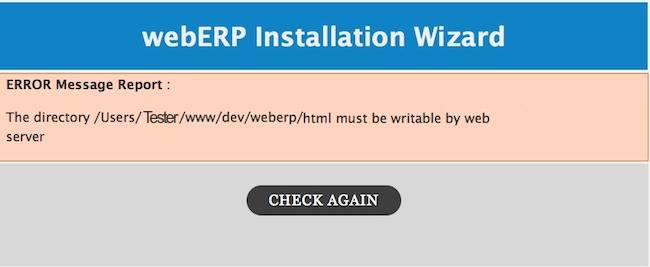 webERP Installation Wizard
ERROR Message Report :
The directory /Users/Tester/www/dev/weberp/html must be writable by web
server
CHECK AGAIN